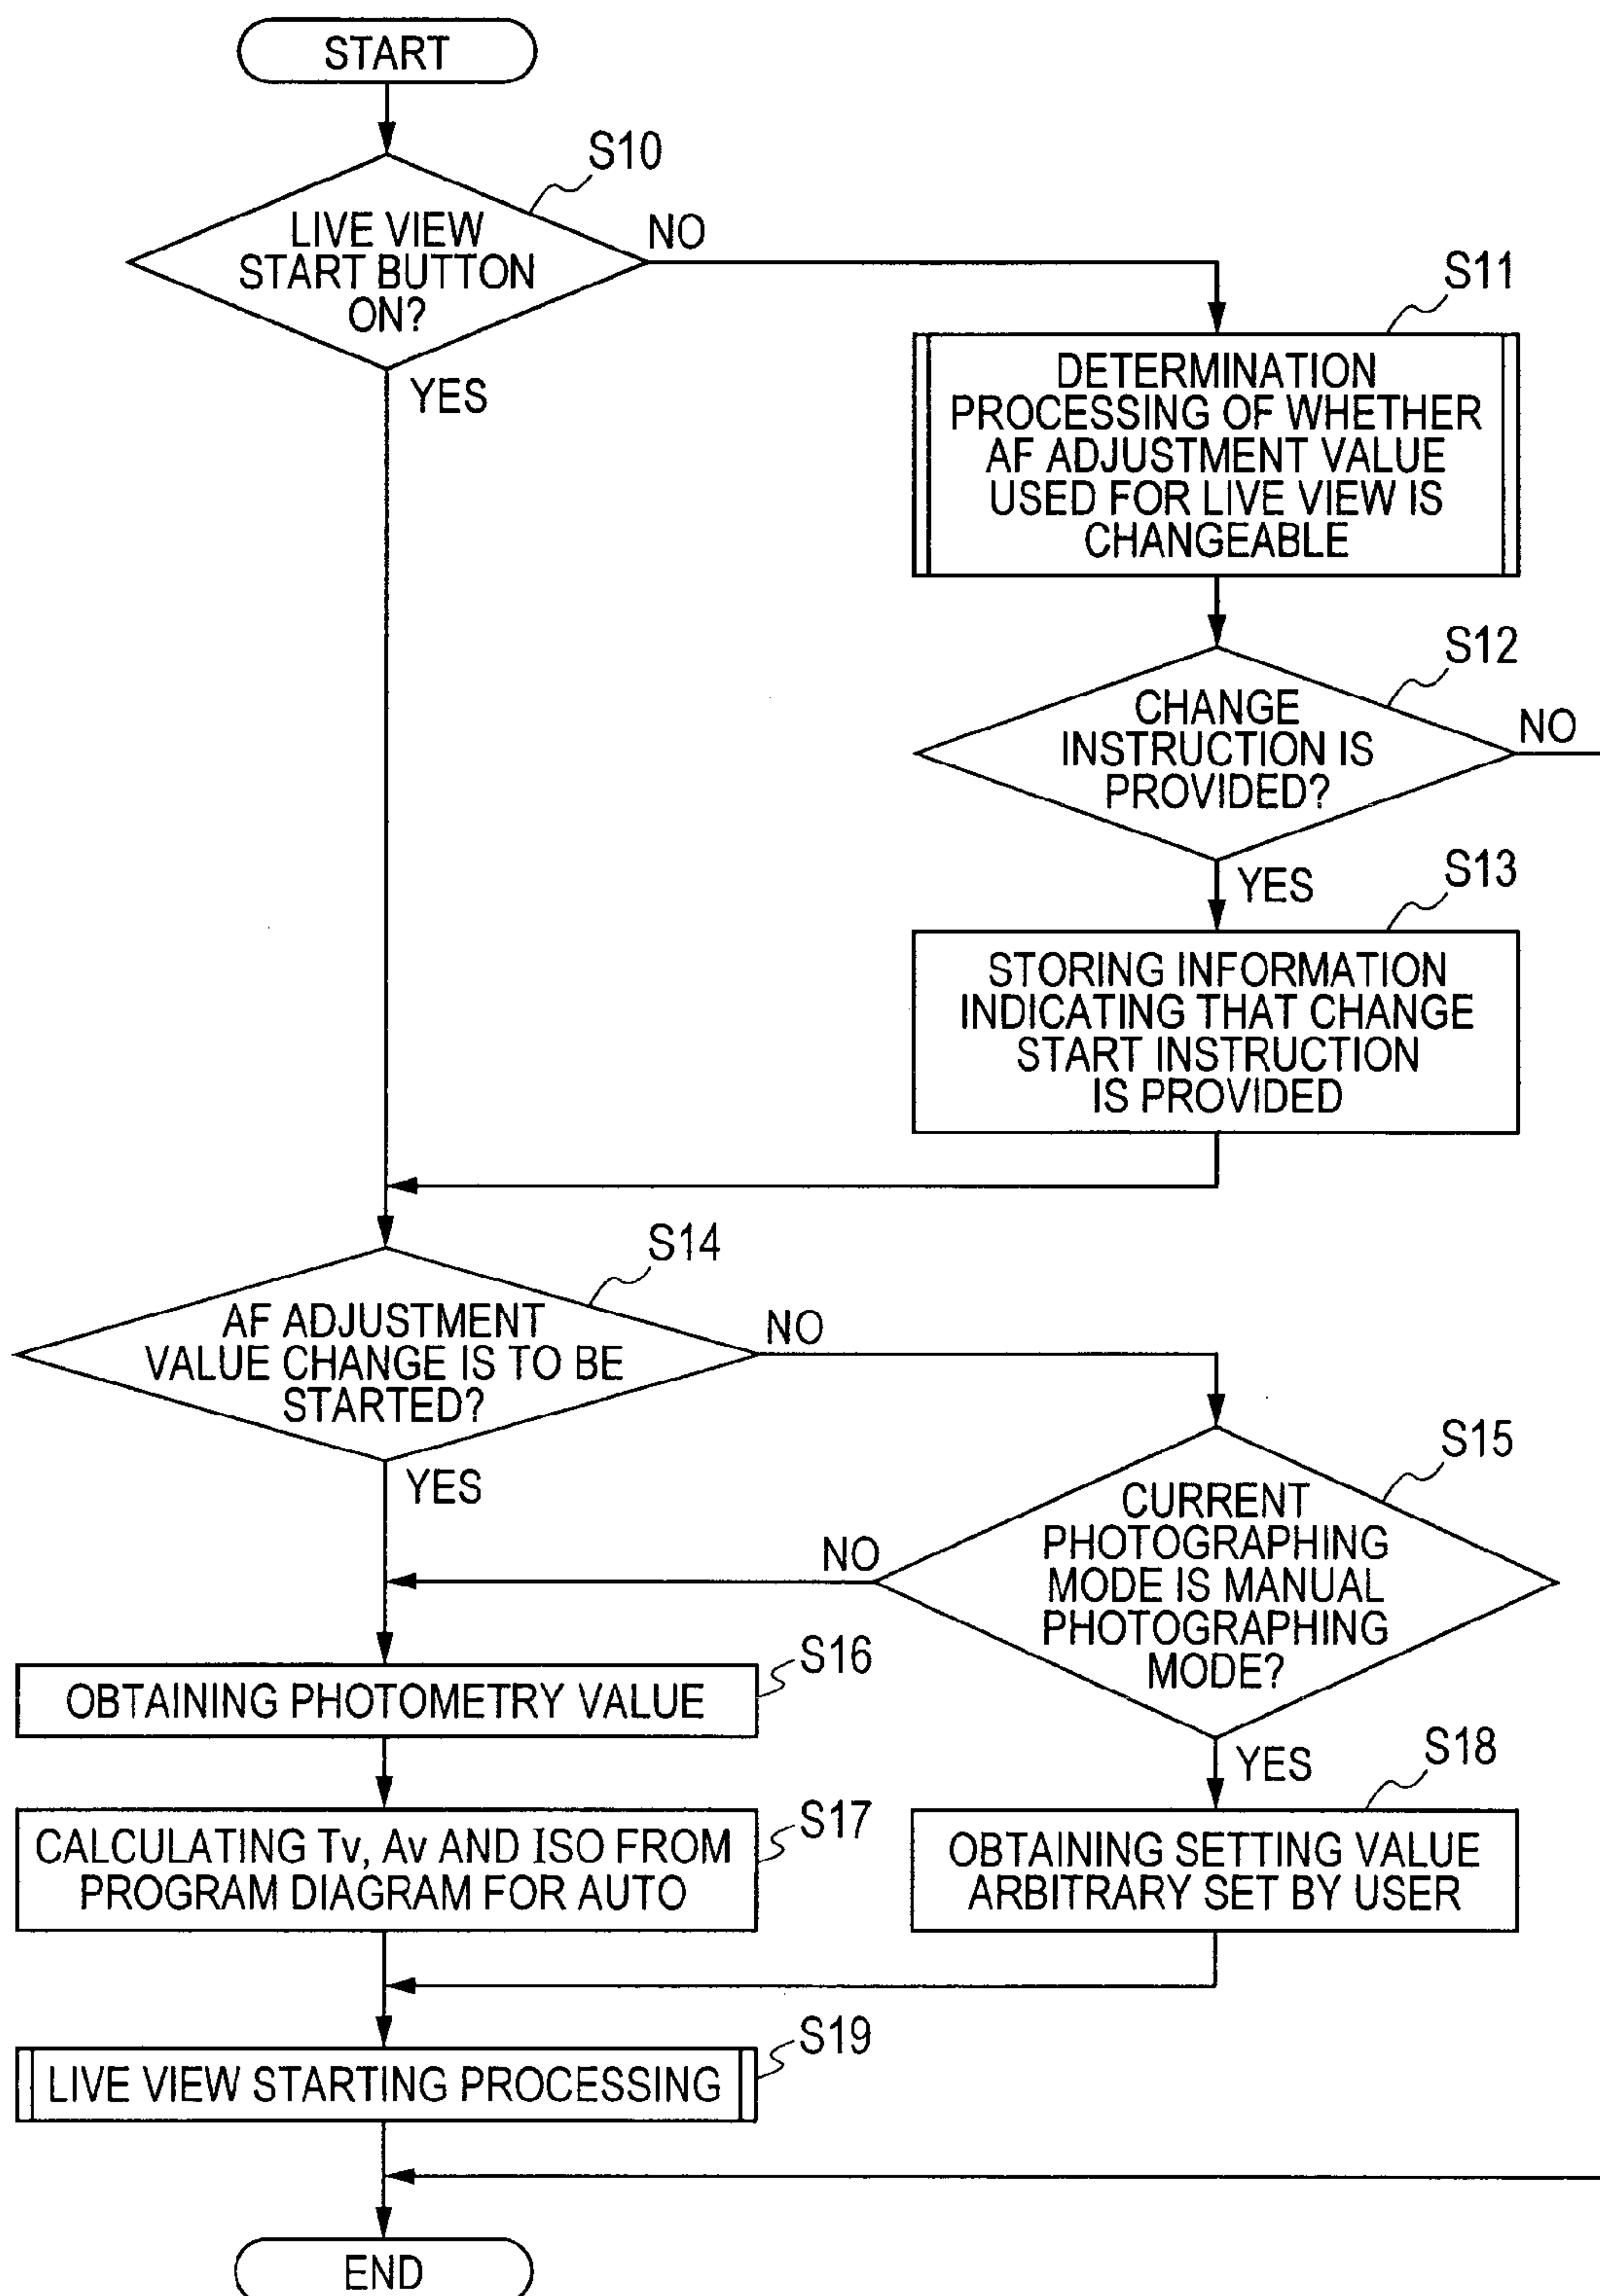 START
S10
LIVE VIEW
START BUTTON
ON?
NO
YES
S11
DETERMINATION
PROCESSING OF WHETHER
AF ADJUSTMENT VALUE
USED FOR LIVE VIEW IS
CHANGEABLE
S12
CHANGE
INSTRUCTION IS
PROVIDED?
NO
YES
S13
STORING INFORMATION
INDICATING THAT CHANGE
START INSTRUCTION
IS PROVIDED
S14
AF ADJUSTMENT
VALUE CHANGE IS TO BE
STARTED?
NO
YES
S15
CURRENT
PHOTOGRAPHING
MODE IS MANUAL
PHOTOGRAPHING
MODE?
NO
YES
S16
OBTAINING PHOTOMETRY VALUE
S17
CALCULATING Tv, Av AND ISO FROM
PROGRAM DIAGRAM FOR AUTO
S18
OBTAINING SETTING VALUE
ARBITRARY SET BY USER
S19
LIVE VIEW STARTING PROCESSING
END